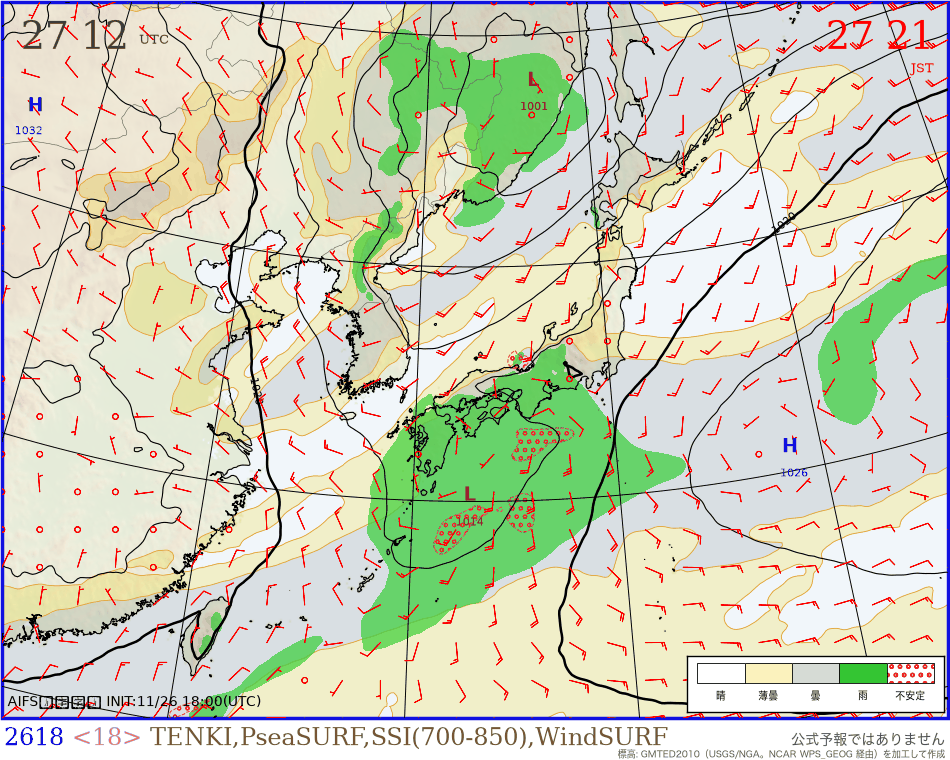 27 12 UTC
27 21
JST
H
1032
L
1001
1020
H
1026
L
1014
晴 薄曇 曇 雨 不安定
AIFS INIT:11/26 18:00(UTC)
2618 <18> TENKI,PseaSURF,SSI(700-850),WindSURF
公式予報ではありません
標高: GMTED2010（USGS/NGA。NCAR WPS_GEOG 経由）を加工して作成